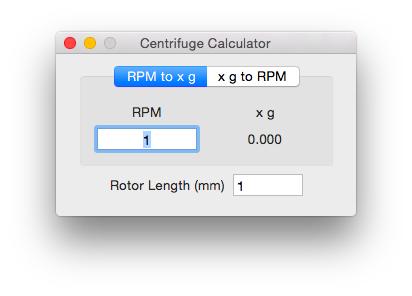 Centrifuge Calculator
RPM to x g x g to RPM
RPM x g
1 0.000
Rotor Length (mm) 1